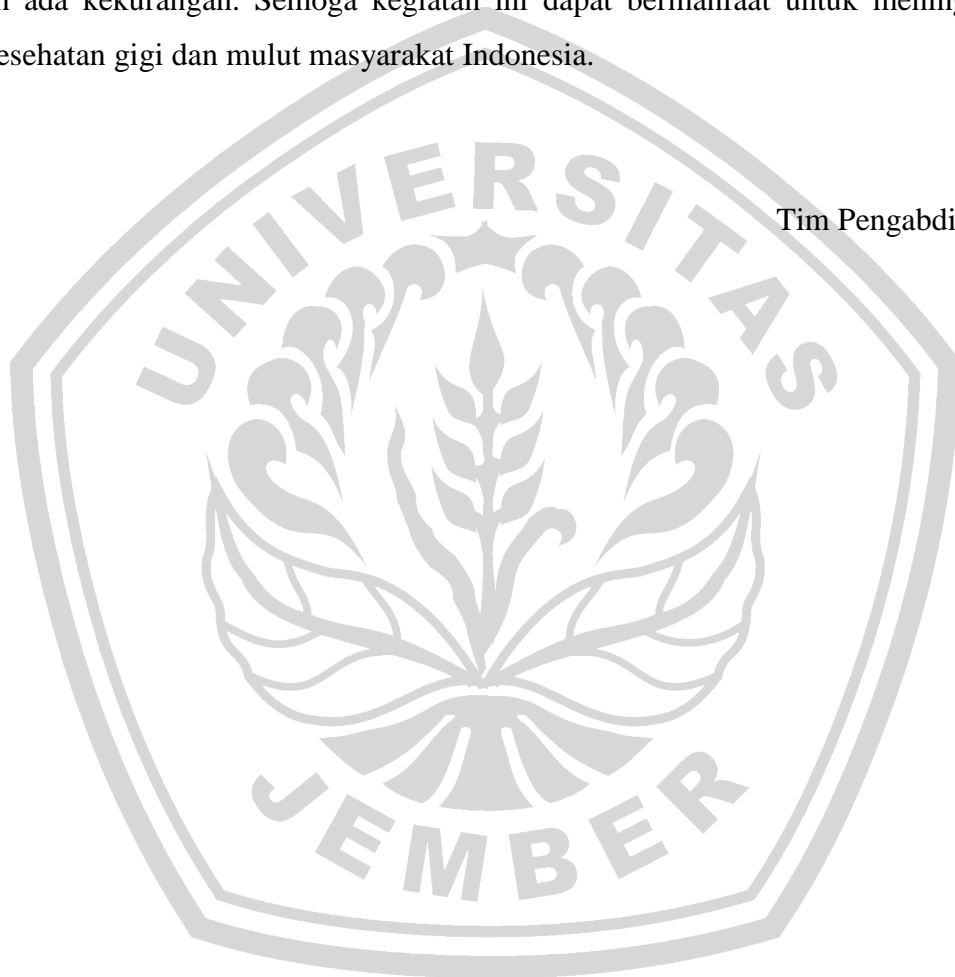 ada kekurangan. Semoga kegiatan ini dapat bermanfaat untuk mening
esehatan gigi dan mulut masyarakat Indonesia.
Tim Pengabdi
UNIVERSITAS
JEMBER